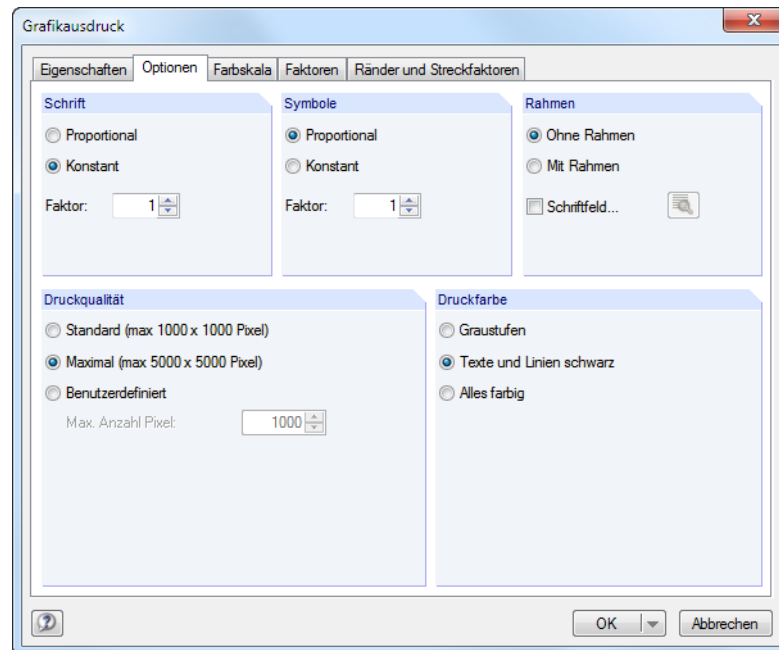 Grafikausdruck
Eigenschaften Optionen Farbskala Faktoren Ränder und Streckfaktoren
Schrift
Proportional
Konstant
Faktor: 1
Symbole
Proportional
Konstant
Faktor: 1
Rahmen
Ohne Rahmen
Mit Rahmen
Schriftfeld...
Druckqualität
Standard (max 1000 x 1000 Pixel)
Maximal (max 5000 x 5000 Pixel)
Benutzerdefiniert
Max. Anzahl Pixel: 1000
Druckfarbe
Graustufen
Texte und Linien schwarz
Alles farbig
OK Abbrechen